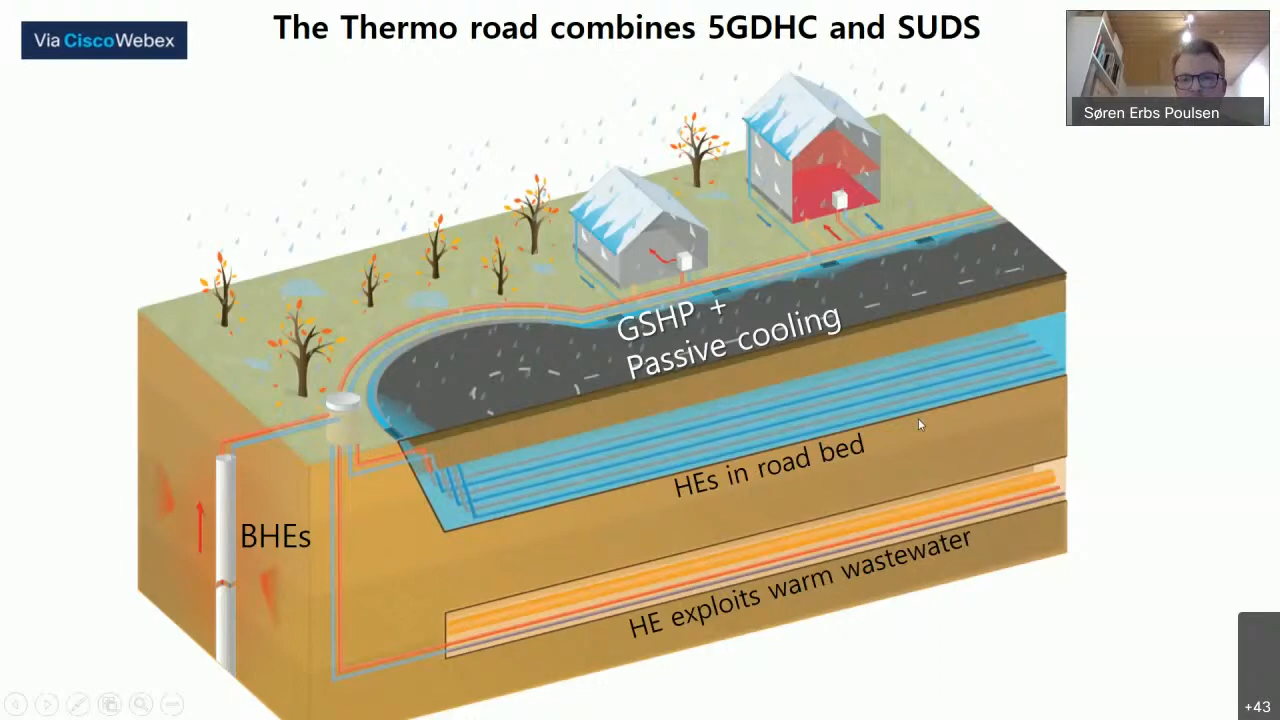 Via CiscoWebex
The Thermo road combines 5GDHC and SUDS
Søren Erbs Poulsen
GSHP +
Passive cooling
HEs in road bed
BHEs
HE exploits warm wastewater
+43